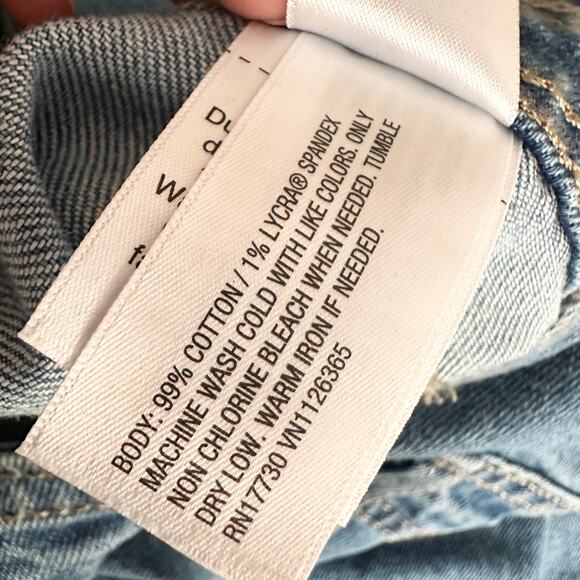 BODY: 99% COTTON / 1% LYCRA® SPANDEX
MACHINE WASH COLD WITH LIKE COLORS. ONLY
NON CHLORINE BLEACH WHEN NEEDED. TUMBLE
DRY LOW. WARM IRON IF NEEDED.
RN17730 VN1126365